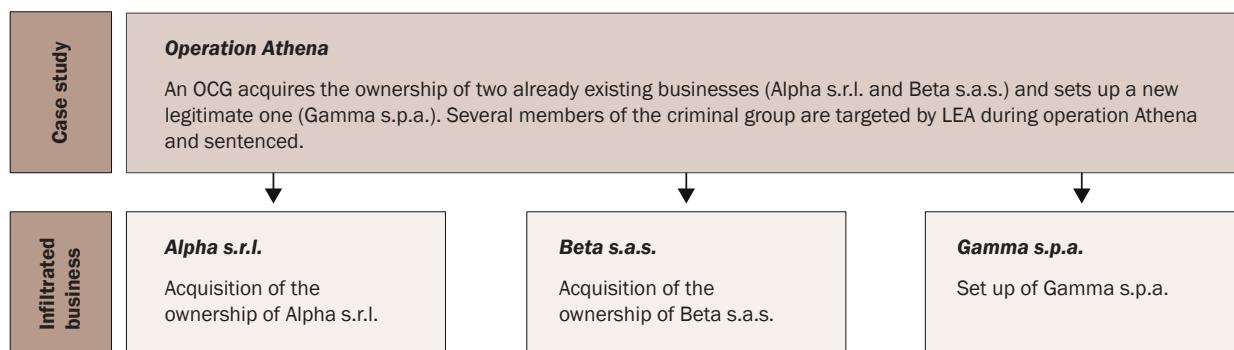 Case study
Operation Athena
An OCG acquires the ownership of two already existing businesses (Alpha s.r.l. and Beta s.a.s.) and sets up a new
legitimate one (Gamma s.p.a.). Several members of the criminal group are targeted by LEA during operation Athena
and sentenced.
Infiltrated
business
Alpha s.r.l.
Acquisition of the
ownership of Alpha s.r.l.
Beta s.a.s.
Acquisition of the
ownership of Beta s.a.s.
Gamma s.p.a.
Set up of Gamma s.p.a.